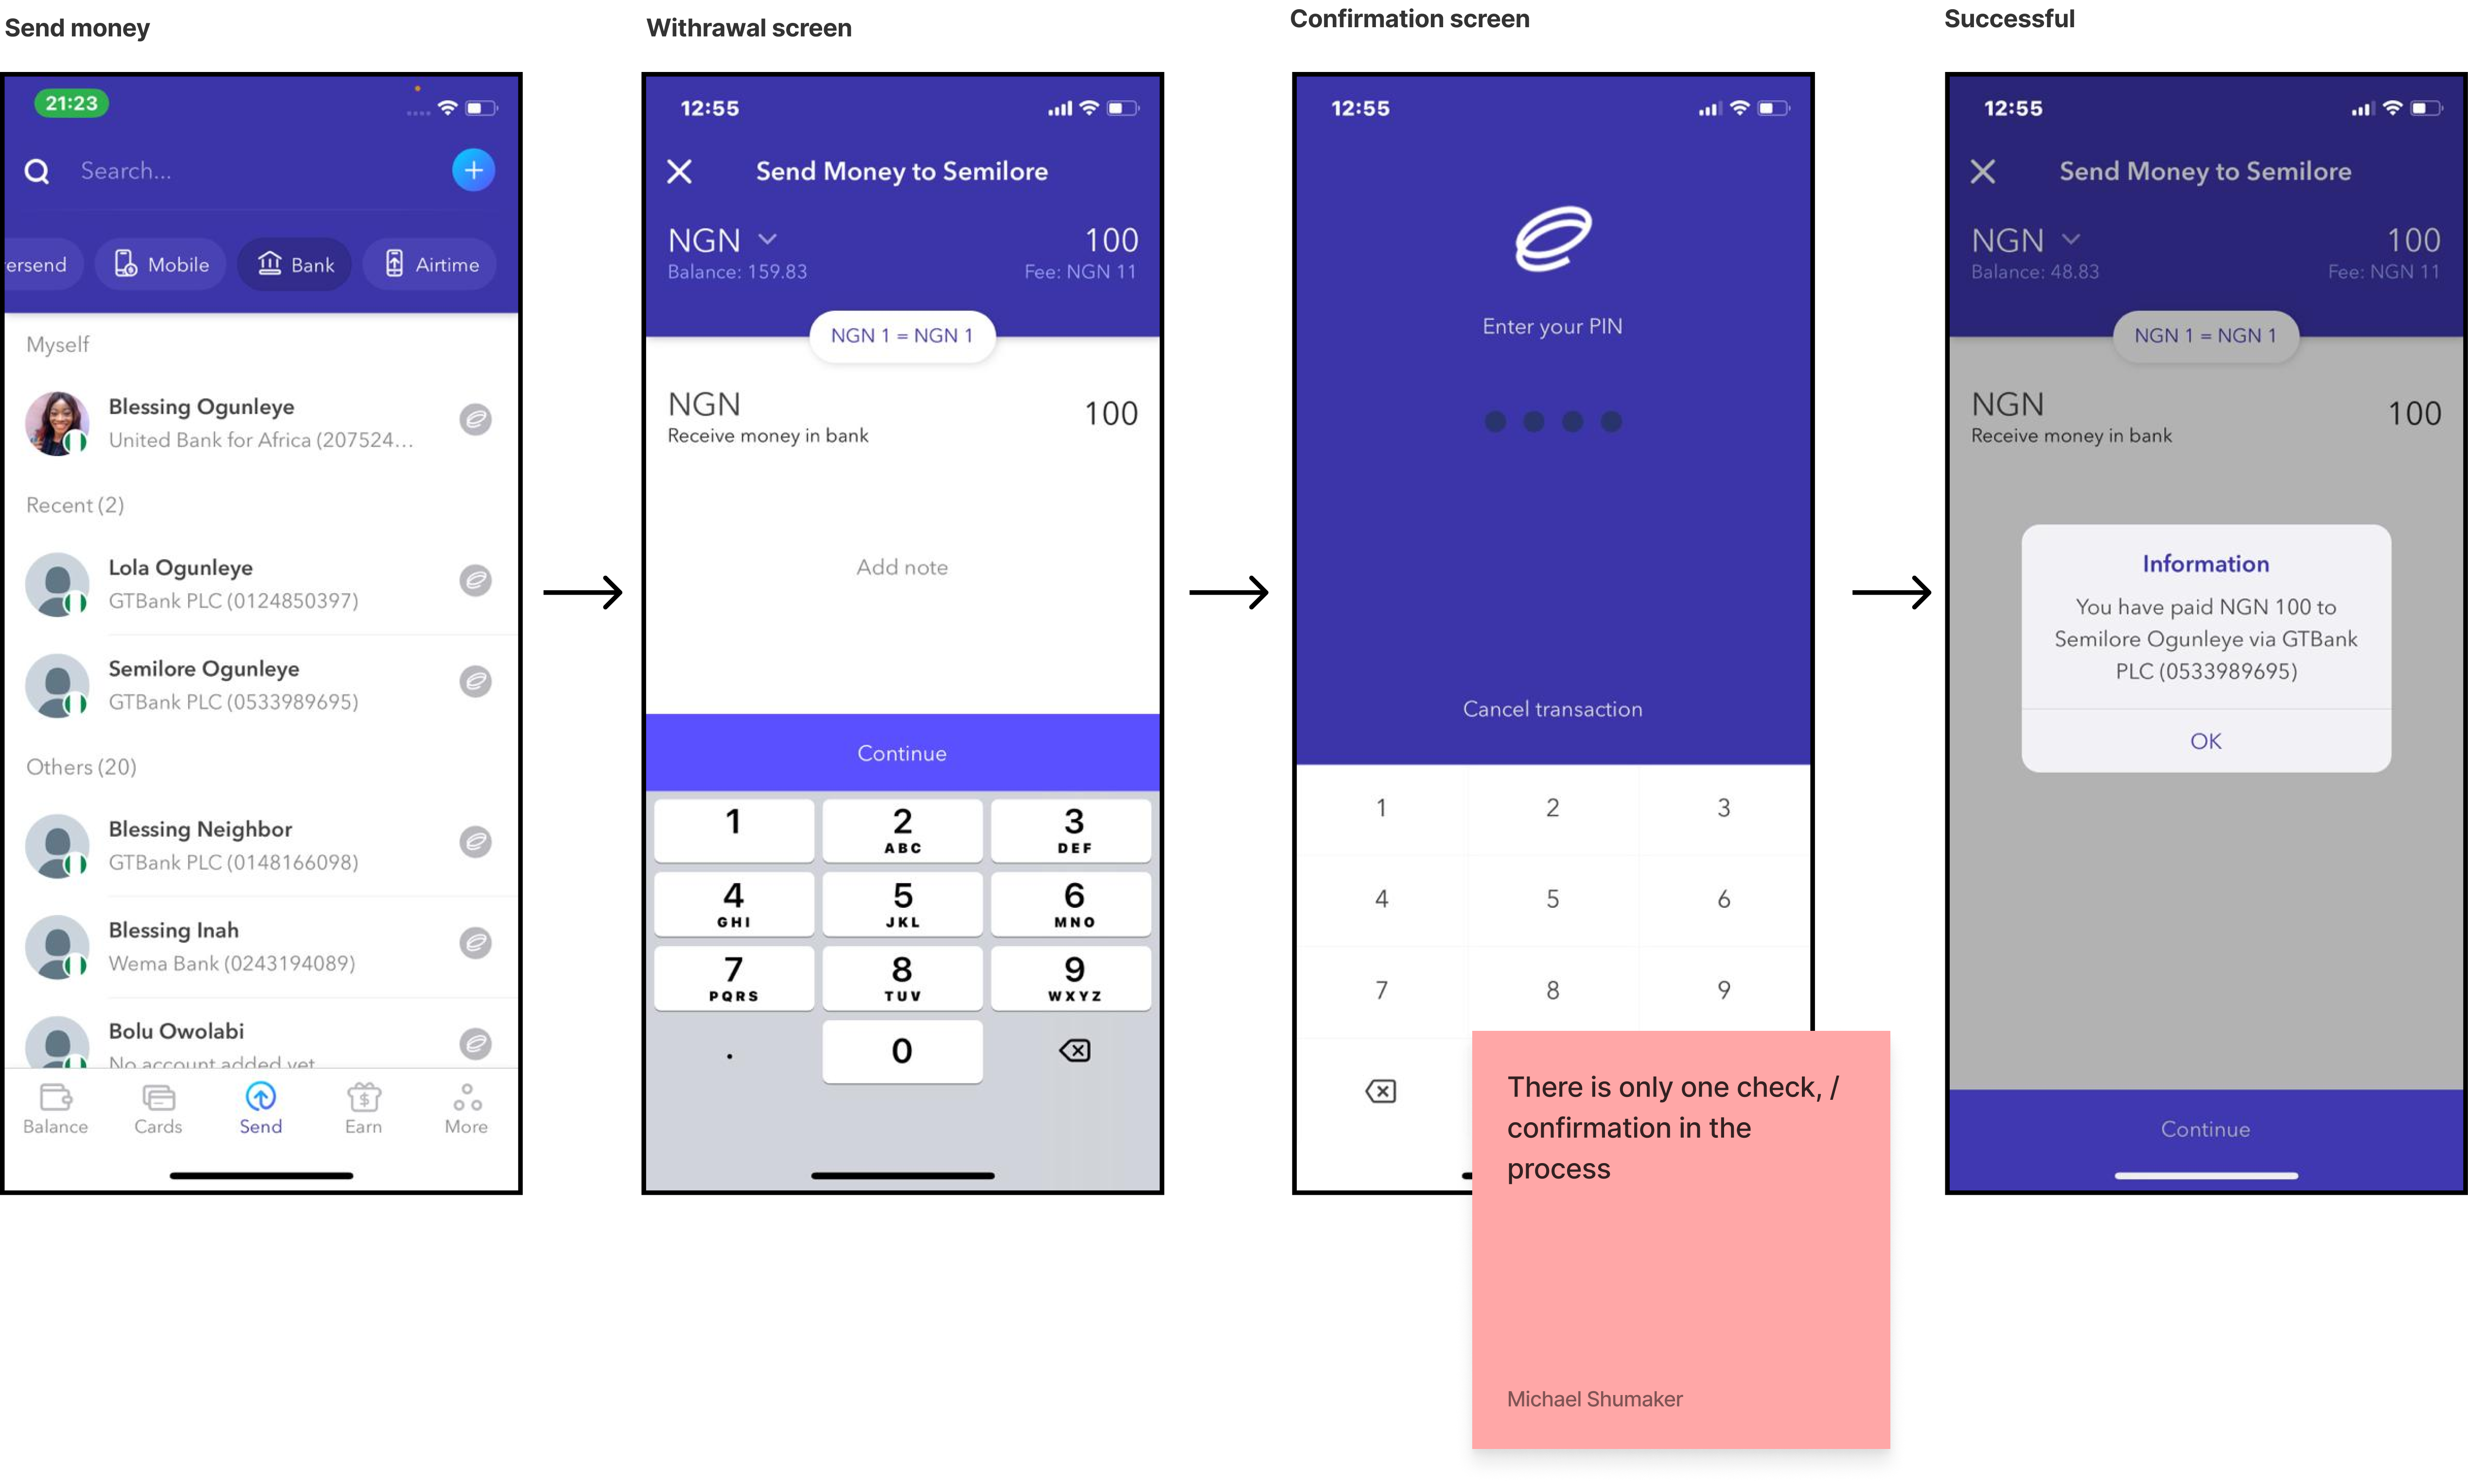 Send money
21:23
Search...
ersend
Mobile
Bank
Airtime
Myself
Blessing Ogunleye
United Bank for Africa (207524...
Recent (2)
Lola Ogunleye
GTBank PLC (0124850397)
Semilore Ogunleye
GTBank PLC (0533989695)
Others (20)
Blessing Neighbor
GTBank PLC (0148166098)
Blessing Inah
Wema Bank (0243194089)
Bolu Owolabi
No account added yet
Balance
Cards
Send
Earn
More
Withrawal screen
12:55
Send Money to Semilore
NGN
100
Balance: 159.83
Fee: NGN 11
NGN 1 = NGN 1
NGN
100
Receive money in bank
Add note
Continue
1
2
ABC
3
DEF
4
GHI
5
JKL
6
MNO
7
PQRS
8
TUV
9
WXYZ
.
0
Confirmation screen
12:55
Enter your PIN
Cancel transaction
1
2
3
4
5
6
7
8
9
There is only one check, /
confirmation in the
process
Michael Shumaker
Successful
12:55
Send Money to Semilore
NGN
100
Balance: 48.83
Fee: NGN 11
NGN 1 = NGN 1
NGN
100
Receive money in bank
Information
You have paid NGN 100 to
Semilore Ogunleye via GTBank
PLC (0533989695)
OK
Continue